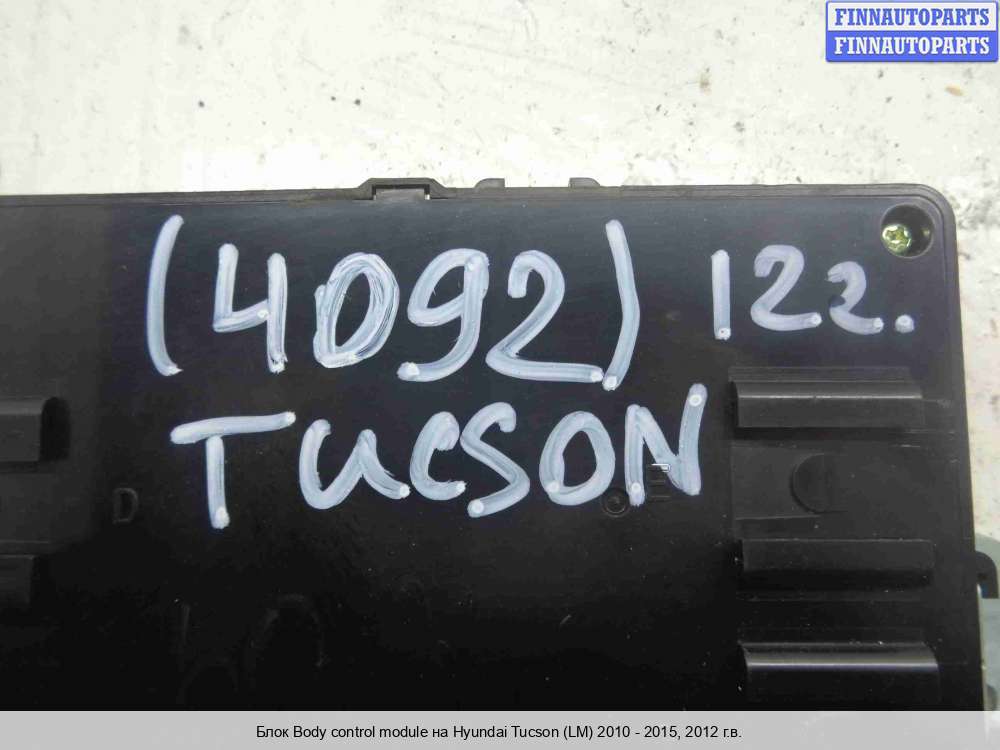 FINNAUTOPARTS
FINNAUTOPARTS
(4092) 122.
TUCSON
D
Блок Body control module на Hyundai Tucson (LM) 2010 - 2015, 2012 г.в.